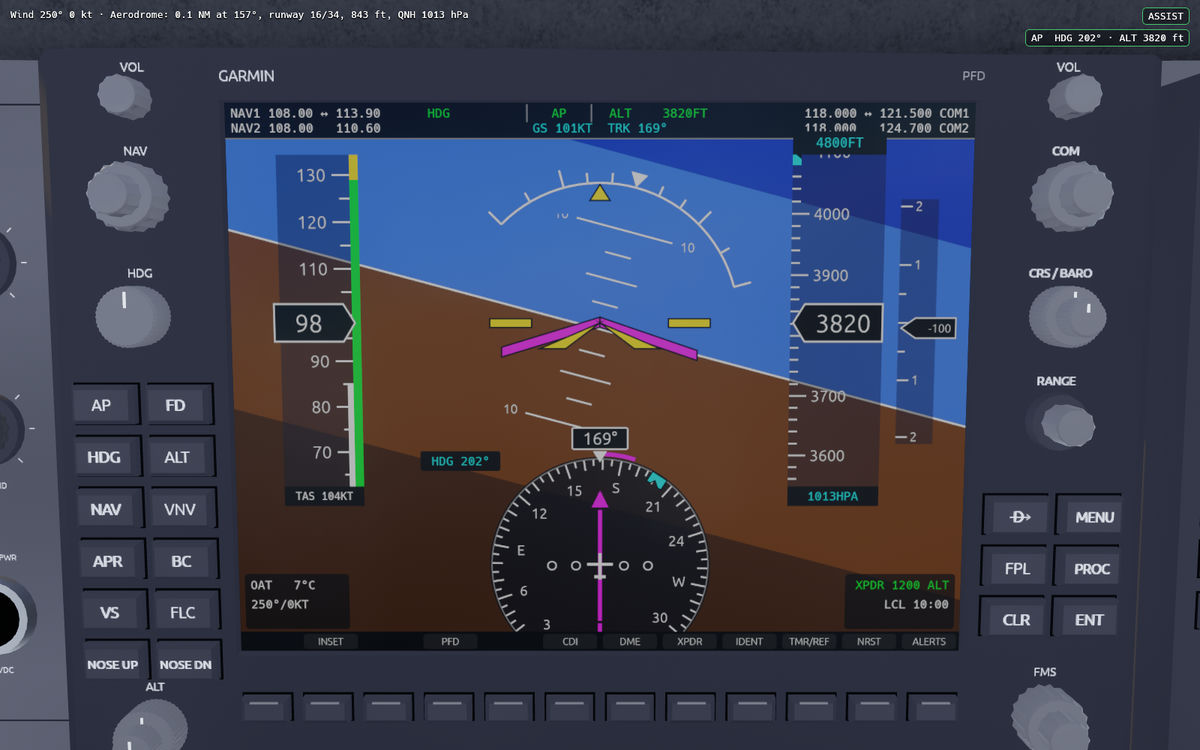 Wind 250° 0 kt · Aerodrome: 0.1 NM at 157°, runway 16/34, 843 ft, QNH 1013 hPa
ASSIST
AP HDG 202° · ALT 3820 ft
VOL
GARMIN
PFD
VOL
NAV1 108.00 ↔ 113.90 HDG AP ALT 3820FT 118.000 ↔ 121.500 COM1
NAV2 108.00 110.60 GS 101KT TRK 169° 118.000 124.700 COM2
4800FT
NAV
COM
130
120
110
98
90
80
70
TAS 104KT
10
10
10
4000
3900
3820
3700
3600
1013HPA
2
1
-100
1
2
HDG
CRS/BARO
RANGE
AP FD
HDG ALT
NAV VNV
APR BC
VS FLC
NOSE UP NOSE DN
ALT
169°
HDG 202°
3 6 E 12 15 S 21 24 W 30
OAT 7°C
250°/0KT
XPDR 1200 ALT
LCL 10:00
INSET PFD CDI DME XPDR IDENT TMR/REF NRST ALERTS
D MENU
FPL PROC
CLR ENT
FMS